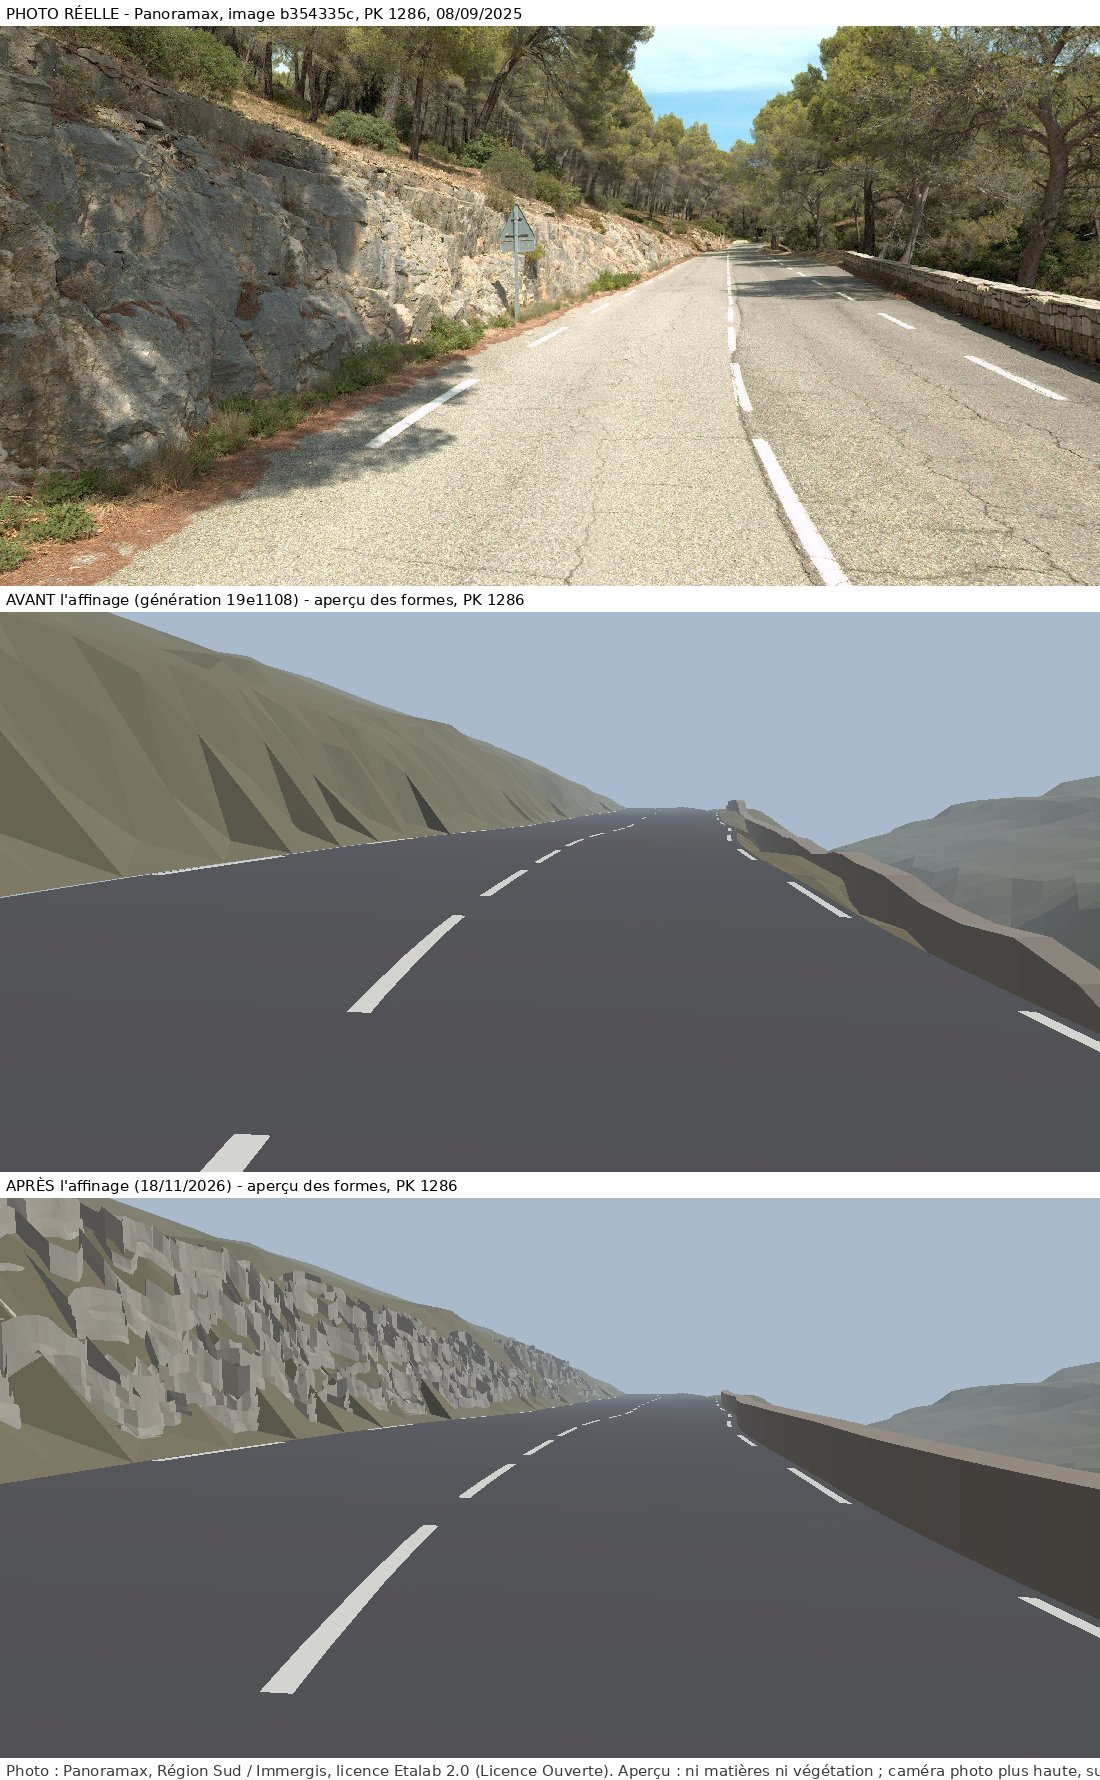 PHOTO RÉELLE - Panoramax, image b354335c, PK 1286, 08/09/2025
AVANT l'affinage (génération 19e1108) - aperçu des formes, PK 1286
APRÈS l'affinage (18/11/2026) - aperçu des formes, PK 1286
Photo : Panoramax, Région Sud / Immergis, licence Etalab 2.0 (Licence Ouverte). Aperçu : ni matières ni végétation ; caméra photo plus haute, su